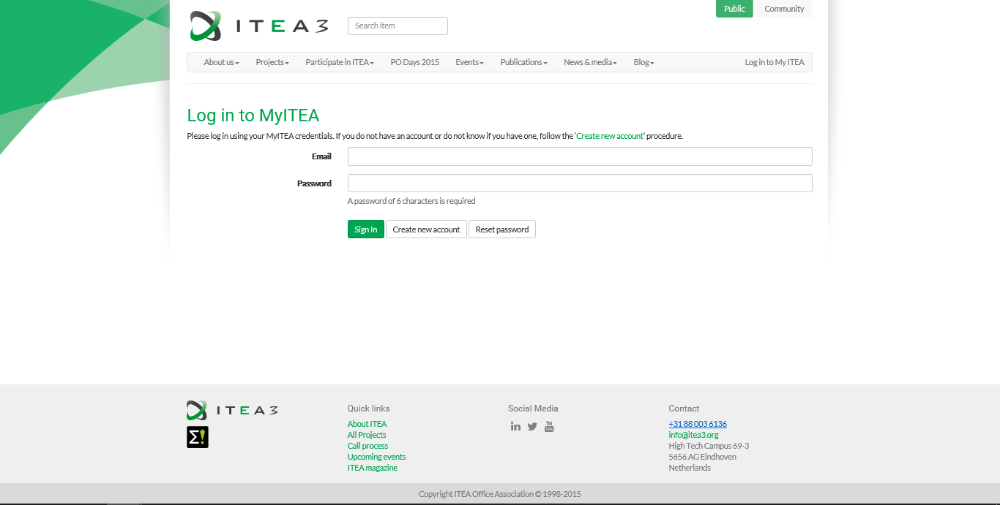 Public
Community
ITEA3
Search item
About us
Projects
Participate in ITEA
PO Days 2015
Events
Publications
News & media
Blog
Log in to My ITEA
Log in to MyITEA
Please log in using your MyITEA credentials. If you do not have an account or do not know if you have one, follow the ‘Create new account’ procedure.
Email
Password
A password of 6 characters is required
Sign In
Create new account
Reset password
ITEA3
Σ!
Quick links
About ITEA
All Projects
Call process
Upcoming events
ITEA magazine
Social Media
in
You
Tube
Contact
+31 88 003 6136
info@itea3.org
High Tech Campus 69-3
5656 AG Eindhoven
Netherlands
Copyright ITEA Office Association © 1998-2015